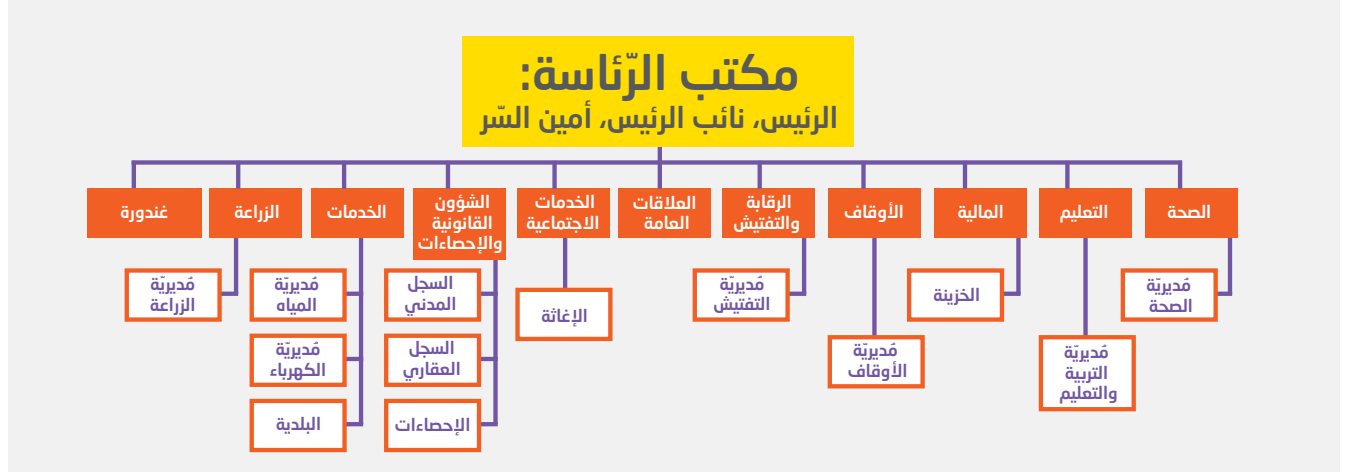 مكتب الرّئاسة:
الرئيس، نائب الرئيس، أمين السّر
الصحة
التعليم
المالية
الأوقاف
الرقابة
والتفتيش
العلاقات
العامة
الخدمات
الاجتماعية
الشؤون
القانونية
والإحصاءات
الخدمات
الزراعة
غندورة
مُديريّة
الصحة
مُديريّة
التربية
والتعليم
الخزينة
مُديريّة
الأوقاف
مُديريّة
التفتيش
الإغاثة
السجل
المدني
السجل
العقاري
الإحصاءات
مُديريّة
المياه
مُديريّة
الكهرباء
البلدية
مُديريّة
الزراعة